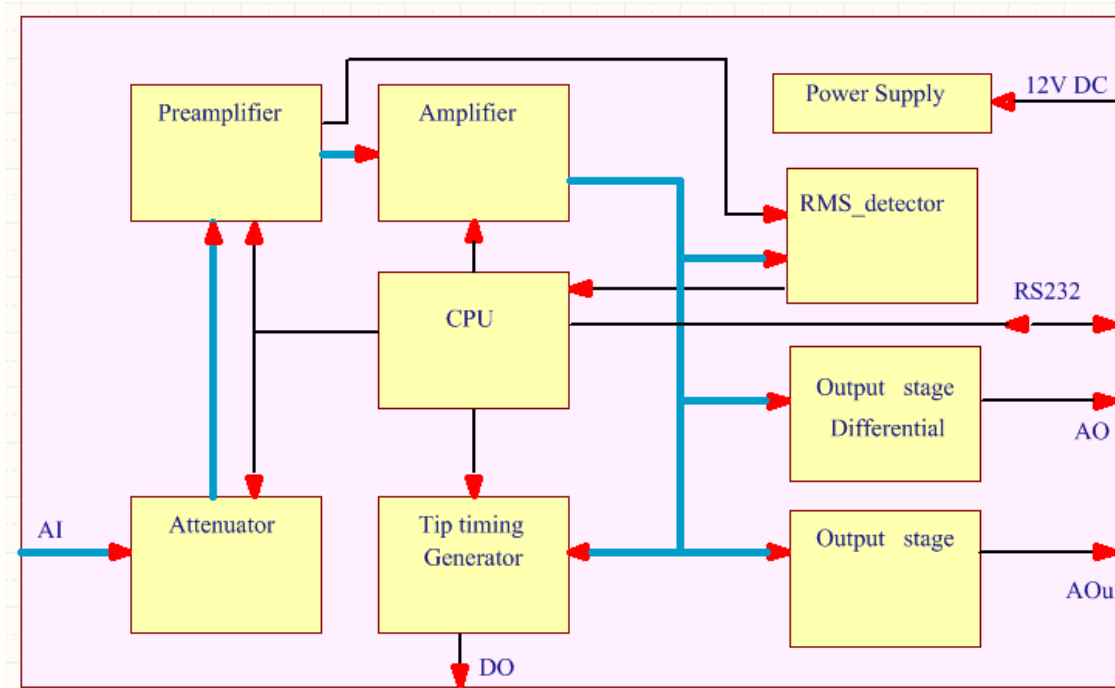 12V DC
Power Supply
Preamplifier
Amplifier
RMS_detector
RS232
CPU
Output stage
Differential
AO
AI
Attenuator
Tip timing
Generator
Output stage
AOu
DO